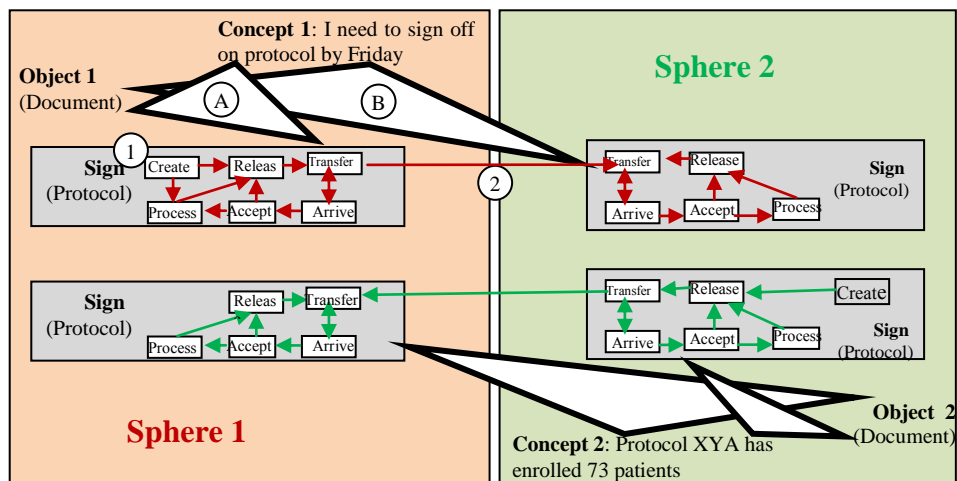 Concept 1: I need to sign off
on protocol by Friday
Object 1
(Document)
A
B
Sphere 2
1
Sign
(Protocol)
Create
Releas
Transfer
Process
Accept
Arrive
2
Transfer
Release
Arrive
Accept
Process
Sign
(Protocol)
Sign
(Protocol)
Releas
Transfer
Process
Accept
Arrive
Transfer
Release
Create
Arrive
Accept
Process
Sign
(Protocol)
Sphere 1
Object 2
(Document)
Concept 2: Protocol XYA has
enrolled 73 patients